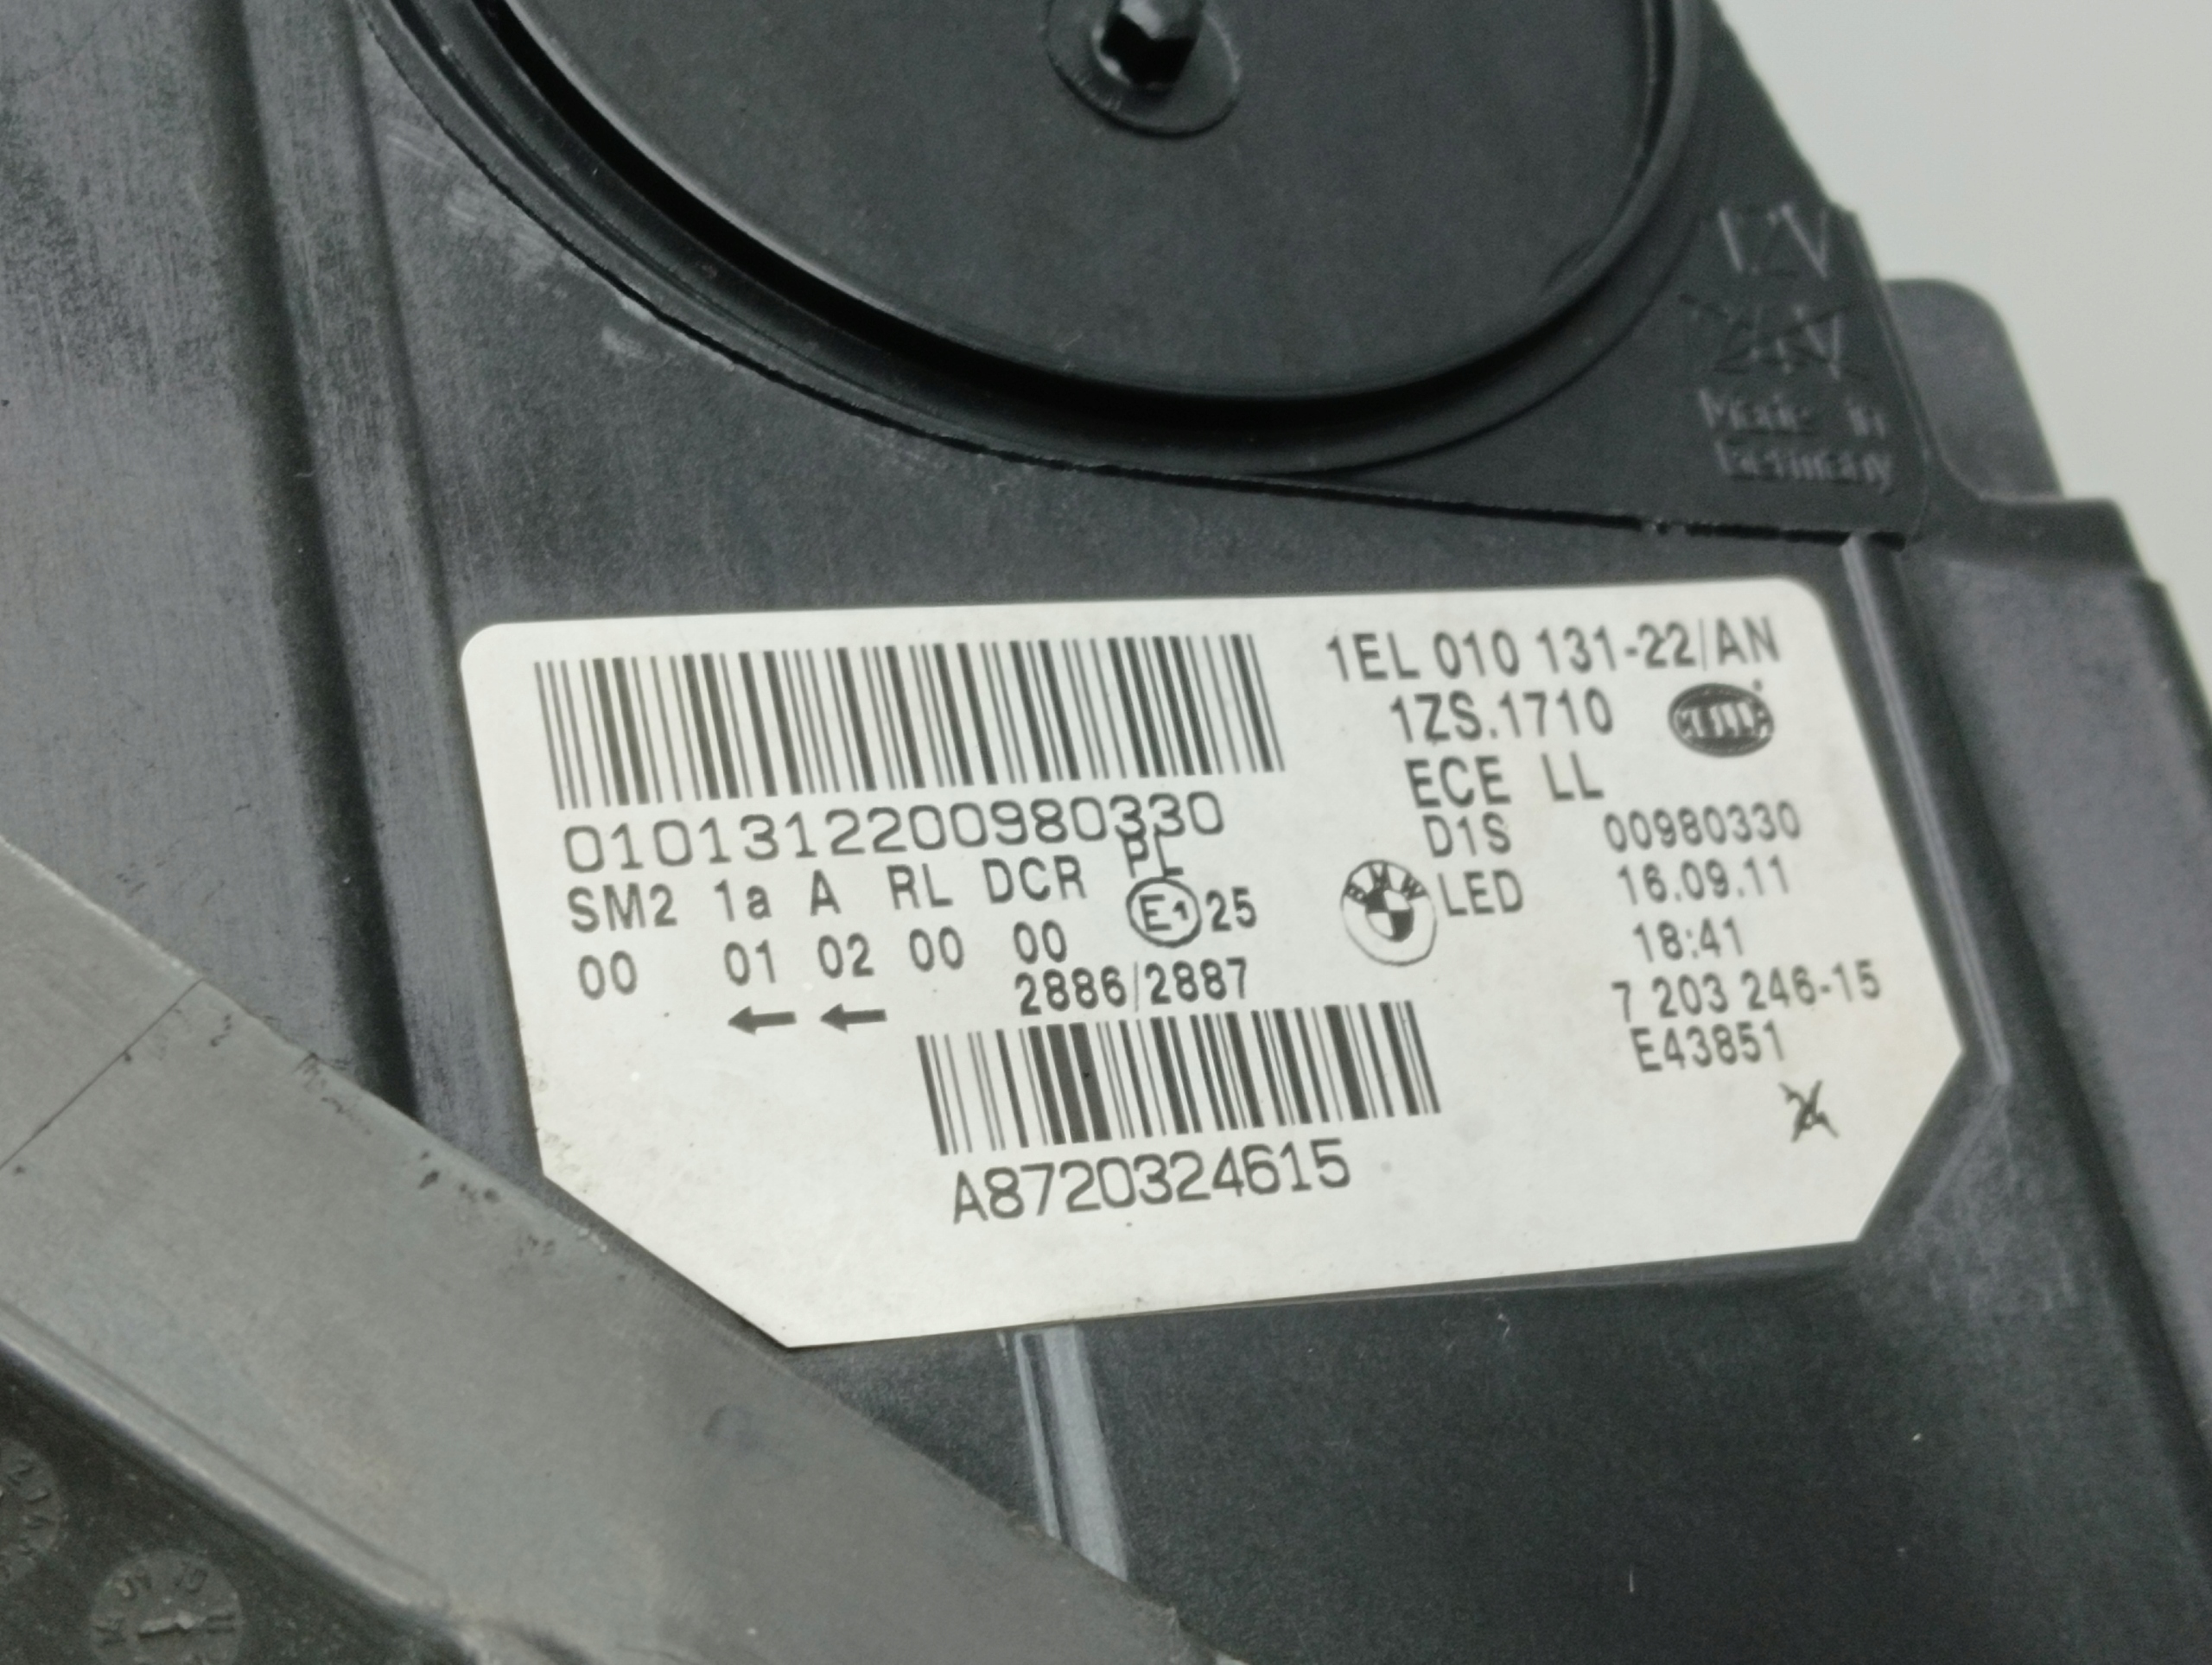 12V
24V
Made in
Germany
1EL 010 131-22/AN
1ZS.1710
HELLA
ECE LL
D1S 00980330
LED 16.09.11
18:41
7 203 246-15
E43851
BMW
0101312200980330
SM2 1a A RL DCR PL
00 01 02 00 00 E1 25
2886/2887
A8720324615